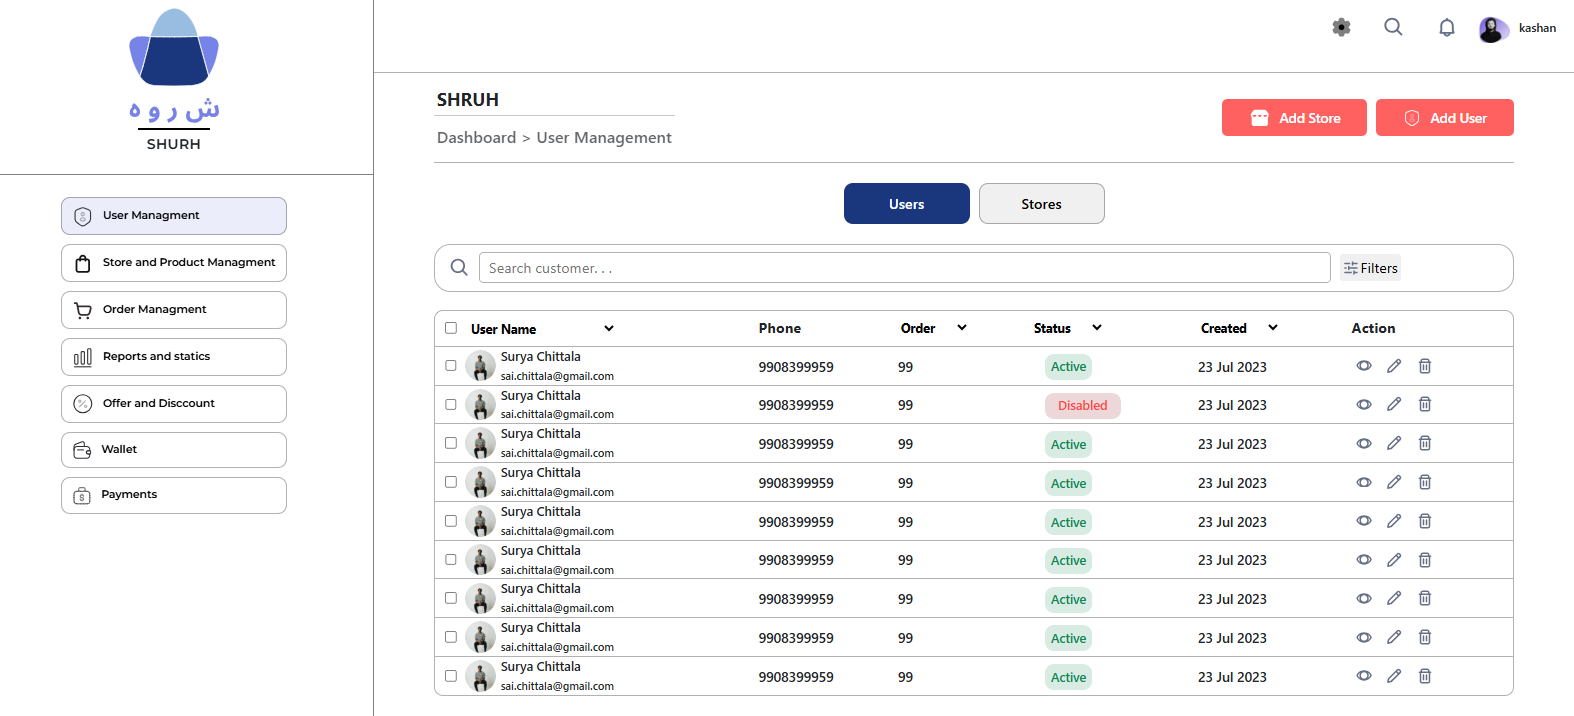 ش ر و ه
SHURH
User Managment
Store and Product Managment
Order Managment
Reports and statics
Offer and Disccount
Wallet
Payments
kashan
SHRUH
Dashboard > User Management
Add Store
Add User
Users
Stores
Search customer. . .
Filters
User Name Phone Order Status Created Action
Surya Chittala
sai.chittala@gmail.com
9908399959 99 Active 23 Jul 2023
Surya Chittala
sai.chittala@gmail.com
9908399959 99 Disabled 23 Jul 2023
Surya Chittala
sai.chittala@gmail.com
9908399959 99 Active 23 Jul 2023
Surya Chittala
sai.chittala@gmail.com
9908399959 99 Active 23 Jul 2023
Surya Chittala
sai.chittala@gmail.com
9908399959 99 Active 23 Jul 2023
Surya Chittala
sai.chittala@gmail.com
9908399959 99 Active 23 Jul 2023
Surya Chittala
sai.chittala@gmail.com
9908399959 99 Active 23 Jul 2023
Surya Chittala
sai.chittala@gmail.com
9908399959 99 Active 23 Jul 2023
Surya Chittala
sai.chittala@gmail.com
9908399959 99 Active 23 Jul 2023